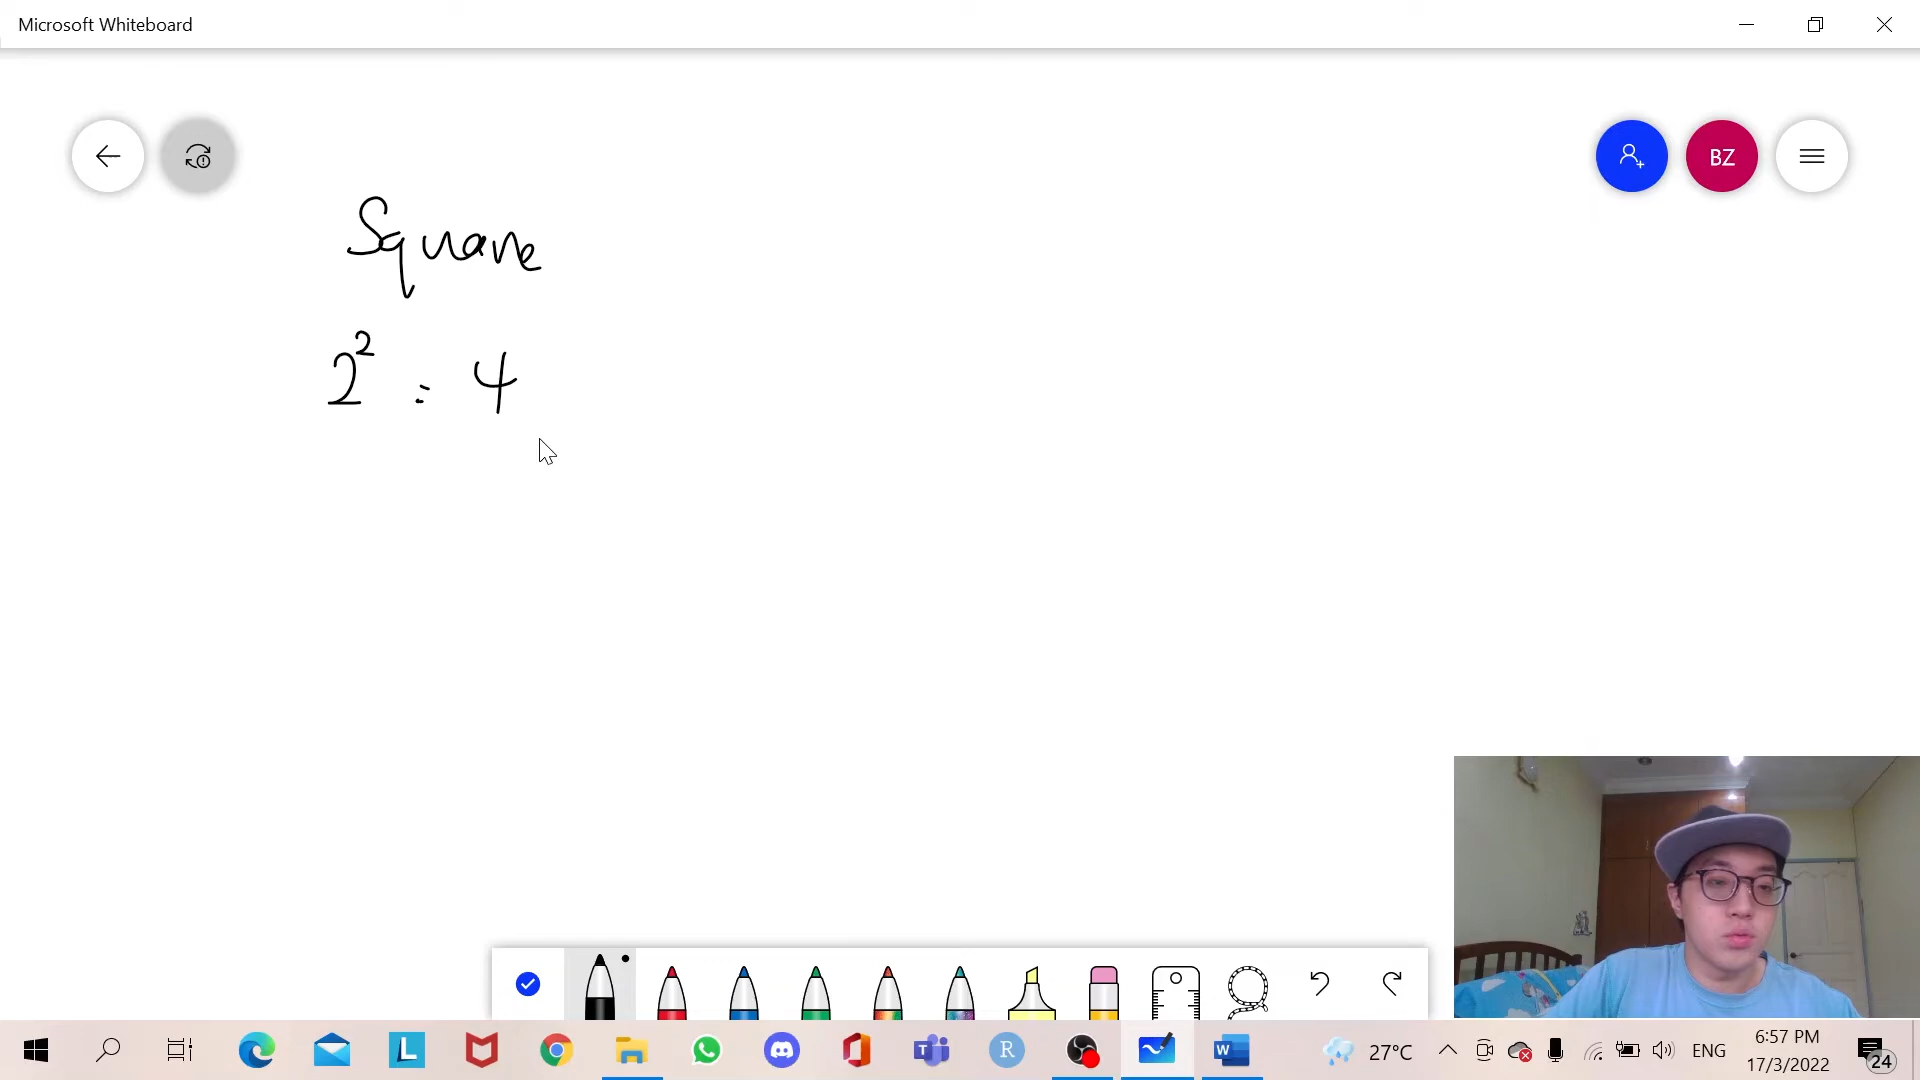 Microsoft Whiteboard
BZ
Square
2² = 4
L
T
R
W
27°C
ENG
6:57 PM
17/3/2022
24